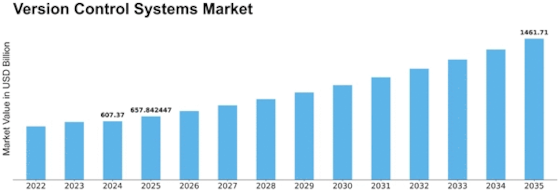 Version Control Systems Market
Market Value in USD Billion
607.37
657.842447
1461.71
2022 2023 2024 2025 2026 2027 2028 2029 2030 2031 2032 2033 2034 2035